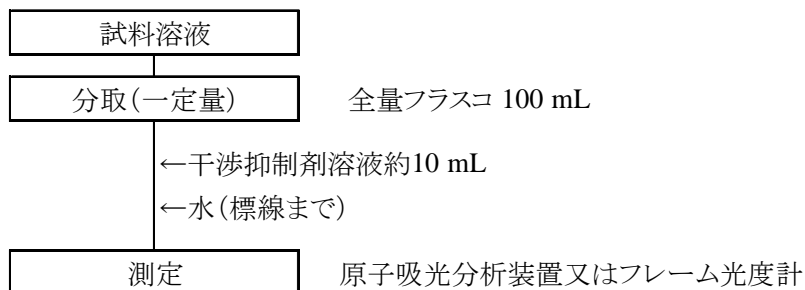 試料溶液
分取(一定量) 全量フラスコ 100 mL
←干渉抑制剤溶液約10 mL
←水(標線まで)
測定 原子吸光分析装置又はフレーム光度計